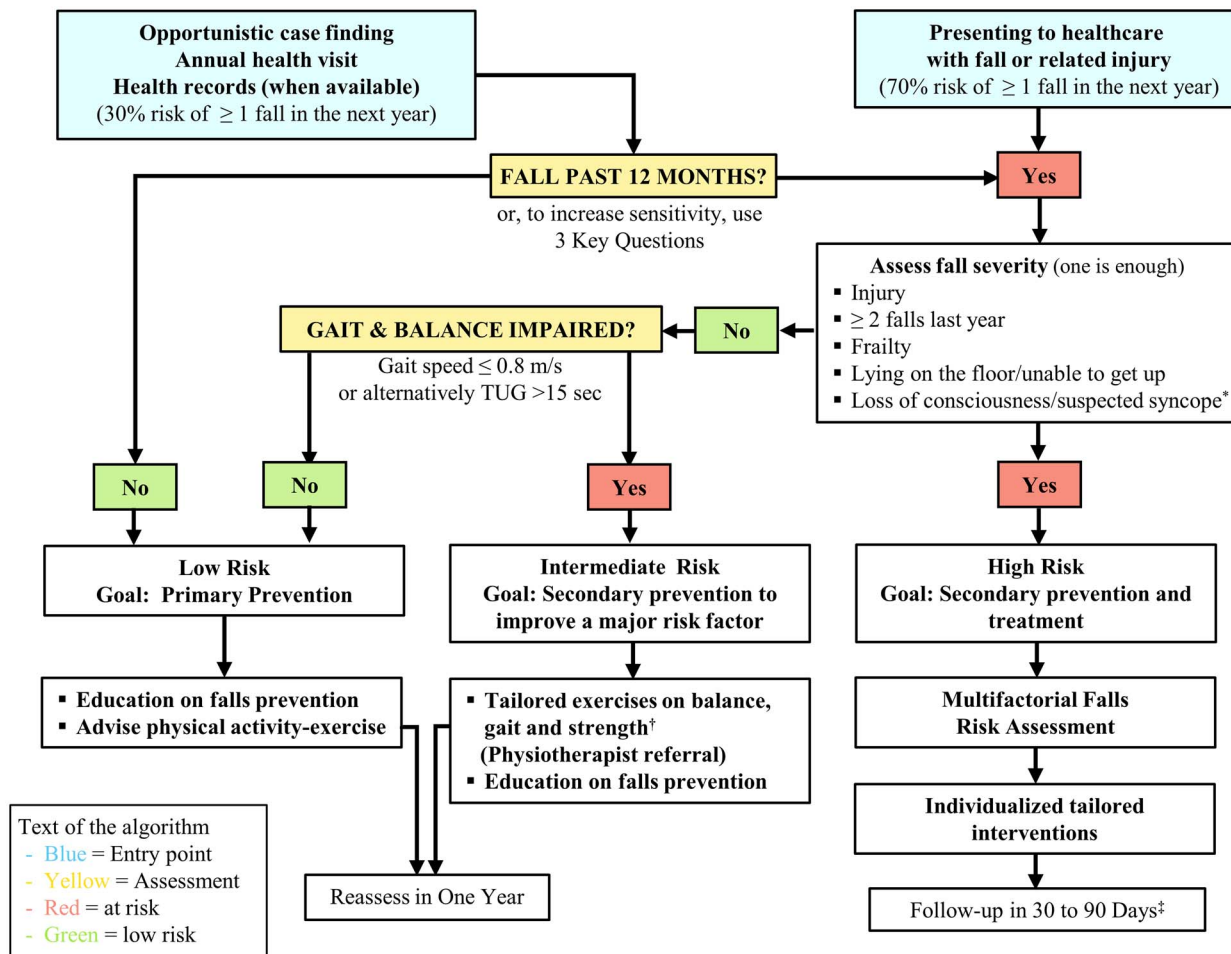 Opportunistic case finding
Annual health visit
Health records (when available)
(30% risk of ≥ 1 fall in the next year)
Presenting to healthcare
with fall or related injury
(70% risk of ≥ 1 fall in the next year)
FALL PAST 12 MONTHS?
or, to increase sensitivity, use
3 Key Questions
Yes
Assess fall severity (one is enough)
▪ Injury
▪ ≥ 2 falls last year
▪ Frailty
▪ Lying on the floor/unable to get up
▪ Loss of consciousness/suspected syncope*
No
GAIT & BALANCE IMPAIRED?
Gait speed ≤ 0.8 m/s
or alternatively TUG >15 sec
No
No
Yes
Yes
Low Risk
Goal: Primary Prevention
Intermediate Risk
Goal: Secondary prevention to
improve a major risk factor
High Risk
Goal: Secondary prevention and
treatment
▪ Education on falls prevention
▪ Advise physical activity-exercise
▪ Tailored exercises on balance,
gait and strength†
(Physiotherapist referral)
▪ Education on falls prevention
Multifactorial Falls
Risk Assessment
Individualized tailored
interventions
Reassess in One Year
Follow-up in 30 to 90 Days‡
Text of the algorithm
- Blue = Entry point
- Yellow = Assessment
- Red = at risk
- Green = low risk